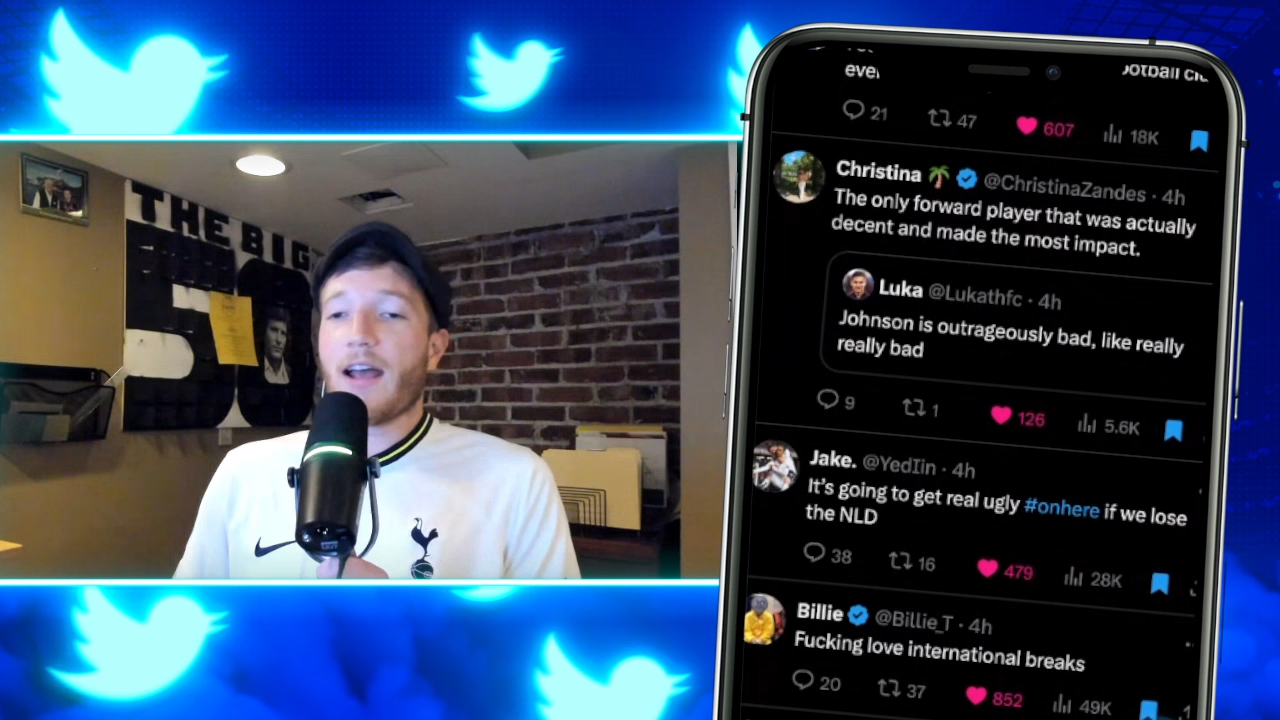 THE BIG
50
eve
21 47 607 18K
Christina 🌴 @ChristinaZandes · 4h
The only forward player that was actually
decent and made the most impact.
Luka @Lukathfc · 4h
Johnson is outrageously bad, like really
really bad
9 1 126 5.6K
Jake. @YedIin · 4h
It's going to get real ugly #onhere if we lose
the NLD
38 16 479 28K
Billie @Billie_T · 4h
Fucking love international breaks
20 37 852 49K